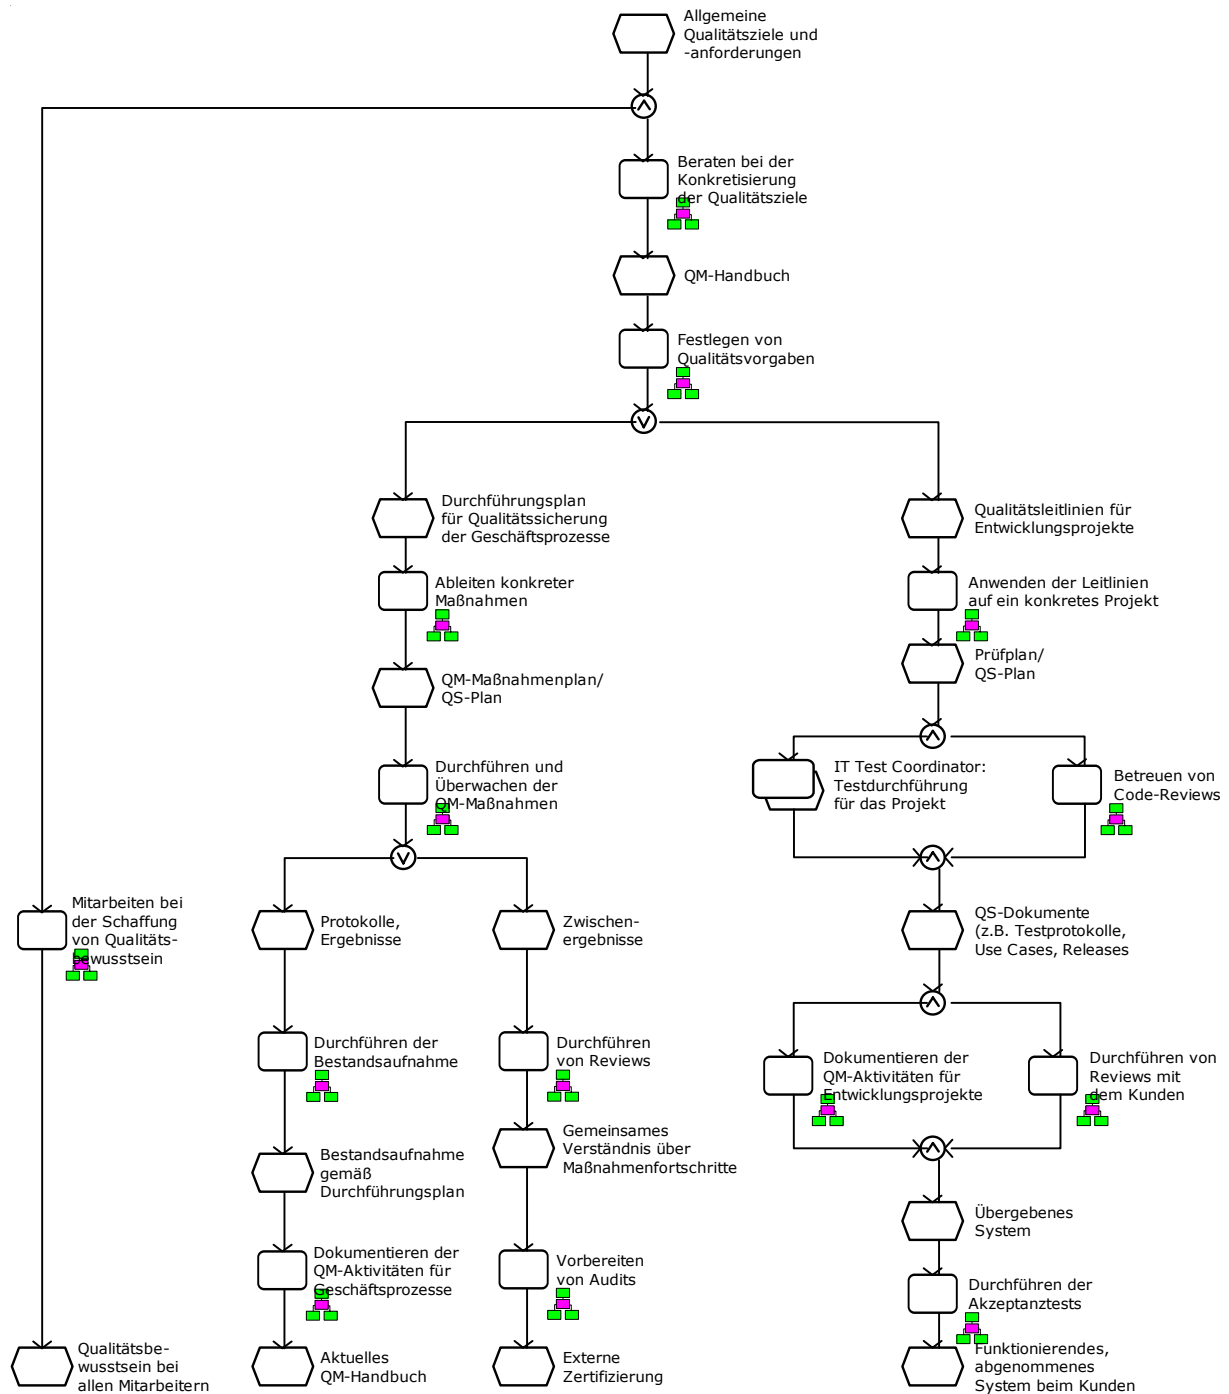 Allgemeine
Qualitätsziele und
-anforderungen
Beraten bei der
Konkretisierung
der Qualitätsziele
QM-Handbuch
Festlegen von
Qualitätsvorgaben
Durchführungsplan
für Qualitätssicherung
der Geschäftsprozesse
Qualitätsleitlinien für
Entwicklungsprojekte
Ableiten konkreter
Maßnahmen
Anwenden der Leitlinien
auf ein konkretes Projekt
QM-Maßnahmenplan/
QS-Plan
Prüfplan/
QS-Plan
Durchführen und
Überwachen der
QM-Maßnahmen
IT Test Coordinator:
Testdurchführung
für das Projekt
Betreuen von
Code-Reviews
Mitarbeiten bei
der Schaffung
von Qualitäts-
bewusstsein
Protokolle,
Ergebnisse
Zwischen-
ergebnisse
QS-Dokumente
(z.B. Testprotokolle,
Use Cases, Releases
Durchführen der
Bestandsaufnahme
Durchführen
von Reviews
Dokumentieren der
QM-Aktivitäten für
Entwicklungsprojekte
Durchführen von
Reviews mit
dem Kunden
Bestandsaufnahme
gemäß
Durchführungsplan
Gemeinsames
Verständnis über
Maßnahmenfortschritte
Übergebenes
System
Dokumentieren der
QM-Aktivitäten für
Geschäftsprozesse
Vorbereiten
von Audits
Durchführen der
Akzeptanztests
Qualitätsbe-
wusstsein bei
allen Mitarbeitern
Aktuelles
QM-Handbuch
Externe
Zertifizierung
Funktionierendes,
abgenommenes
System beim Kunden